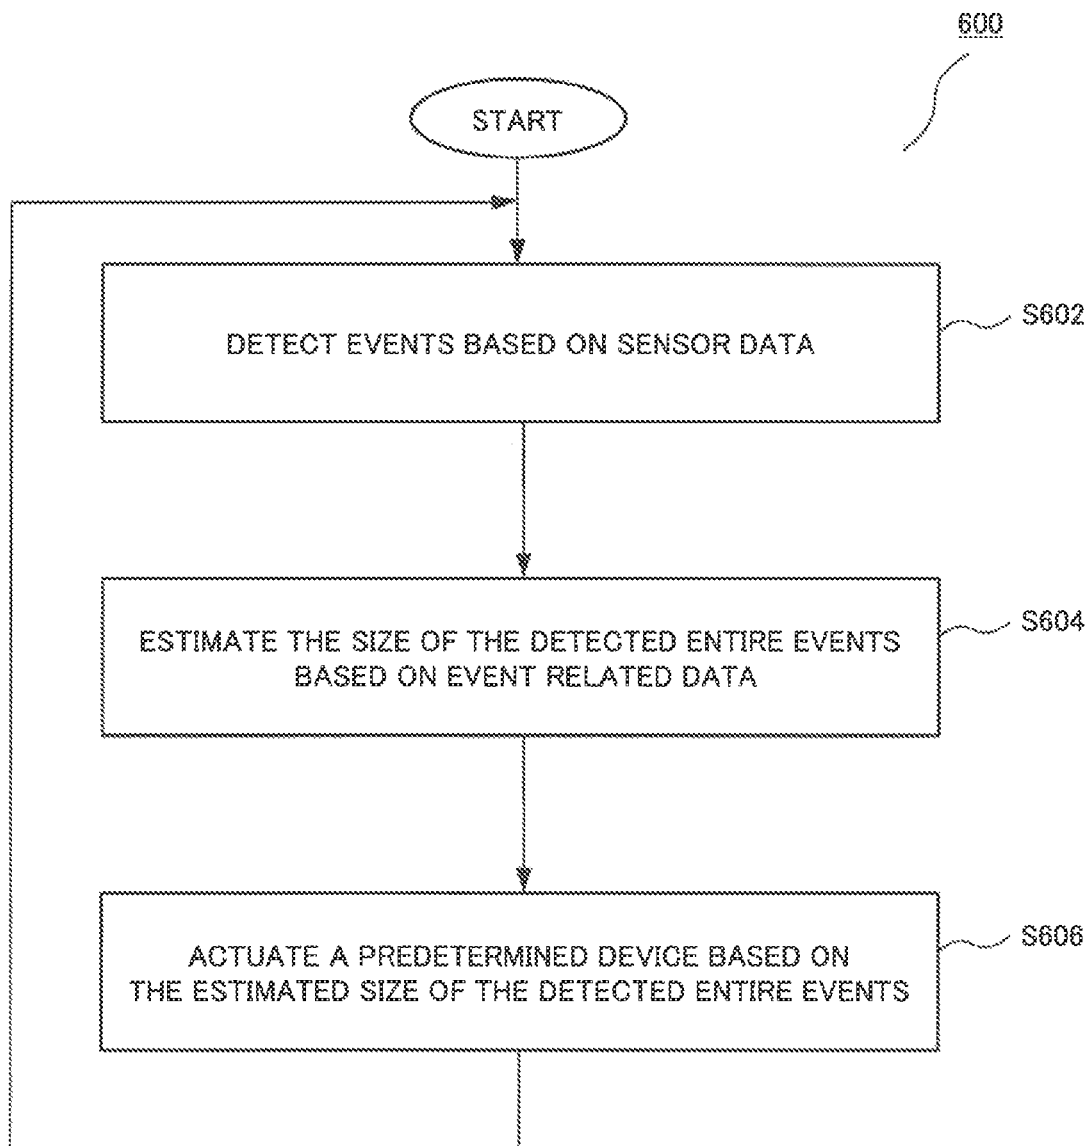 600
START
DETECT EVENTS BASED ON SENSOR DATA
S602
ESTIMATE THE SIZE OF THE DETECTED ENTIRE EVENTS
BASED ON EVENT RELATED DATA
S604
ACTUATE A PREDETERMINED DEVICE BASED ON
THE ESTIMATED SIZE OF THE DETECTED ENTIRE EVENTS
S606